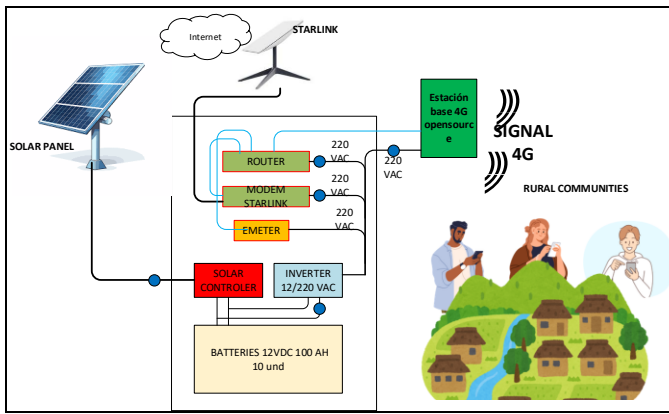 Internet
STARLINK
SOLAR PANEL
ROUTER
220
VAC
MODEM
STARLINK
220
VAC
EMETER
220
VAC
220
VAC
Estación
base 4G
opensourc
e
SIGNAL
4G
RURAL COMMUNITIES
SOLAR
CONTROLER
INVERTER
12/220 VAC
BATTERIES 12VDC 100 AH
10 und